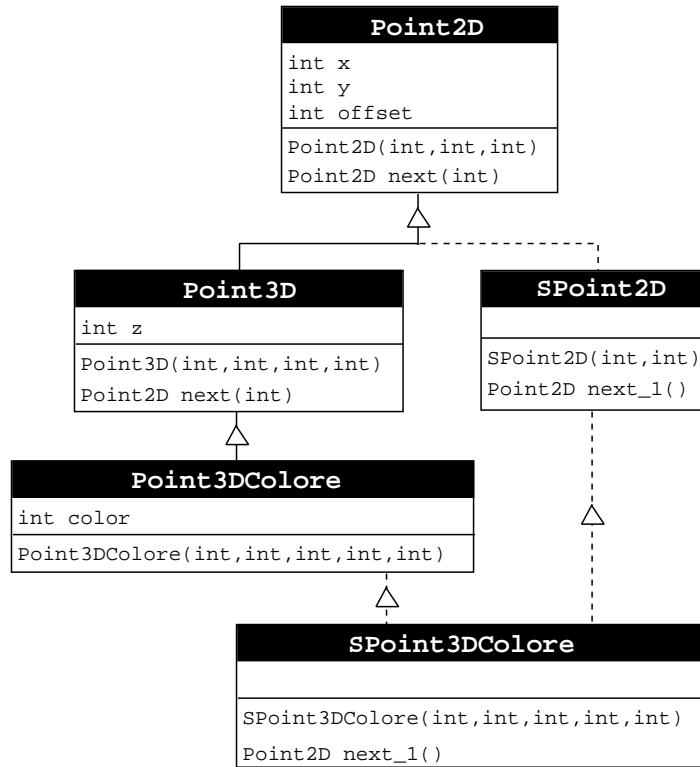 Point2D
int x
int y
int offset
Point2D(int,int,int)
Point2D next(int)
Point3D
int z
Point3D(int,int,int,int)
Point2D next(int)
SPoint2D
SPoint2D(int,int)
Point2D next_1()
Point3DColore
int color
Point3DColore(int,int,int,int,int)
SPoint3DColore
SPoint3DColore(int,int,int,int,int)
Point2D next_1()